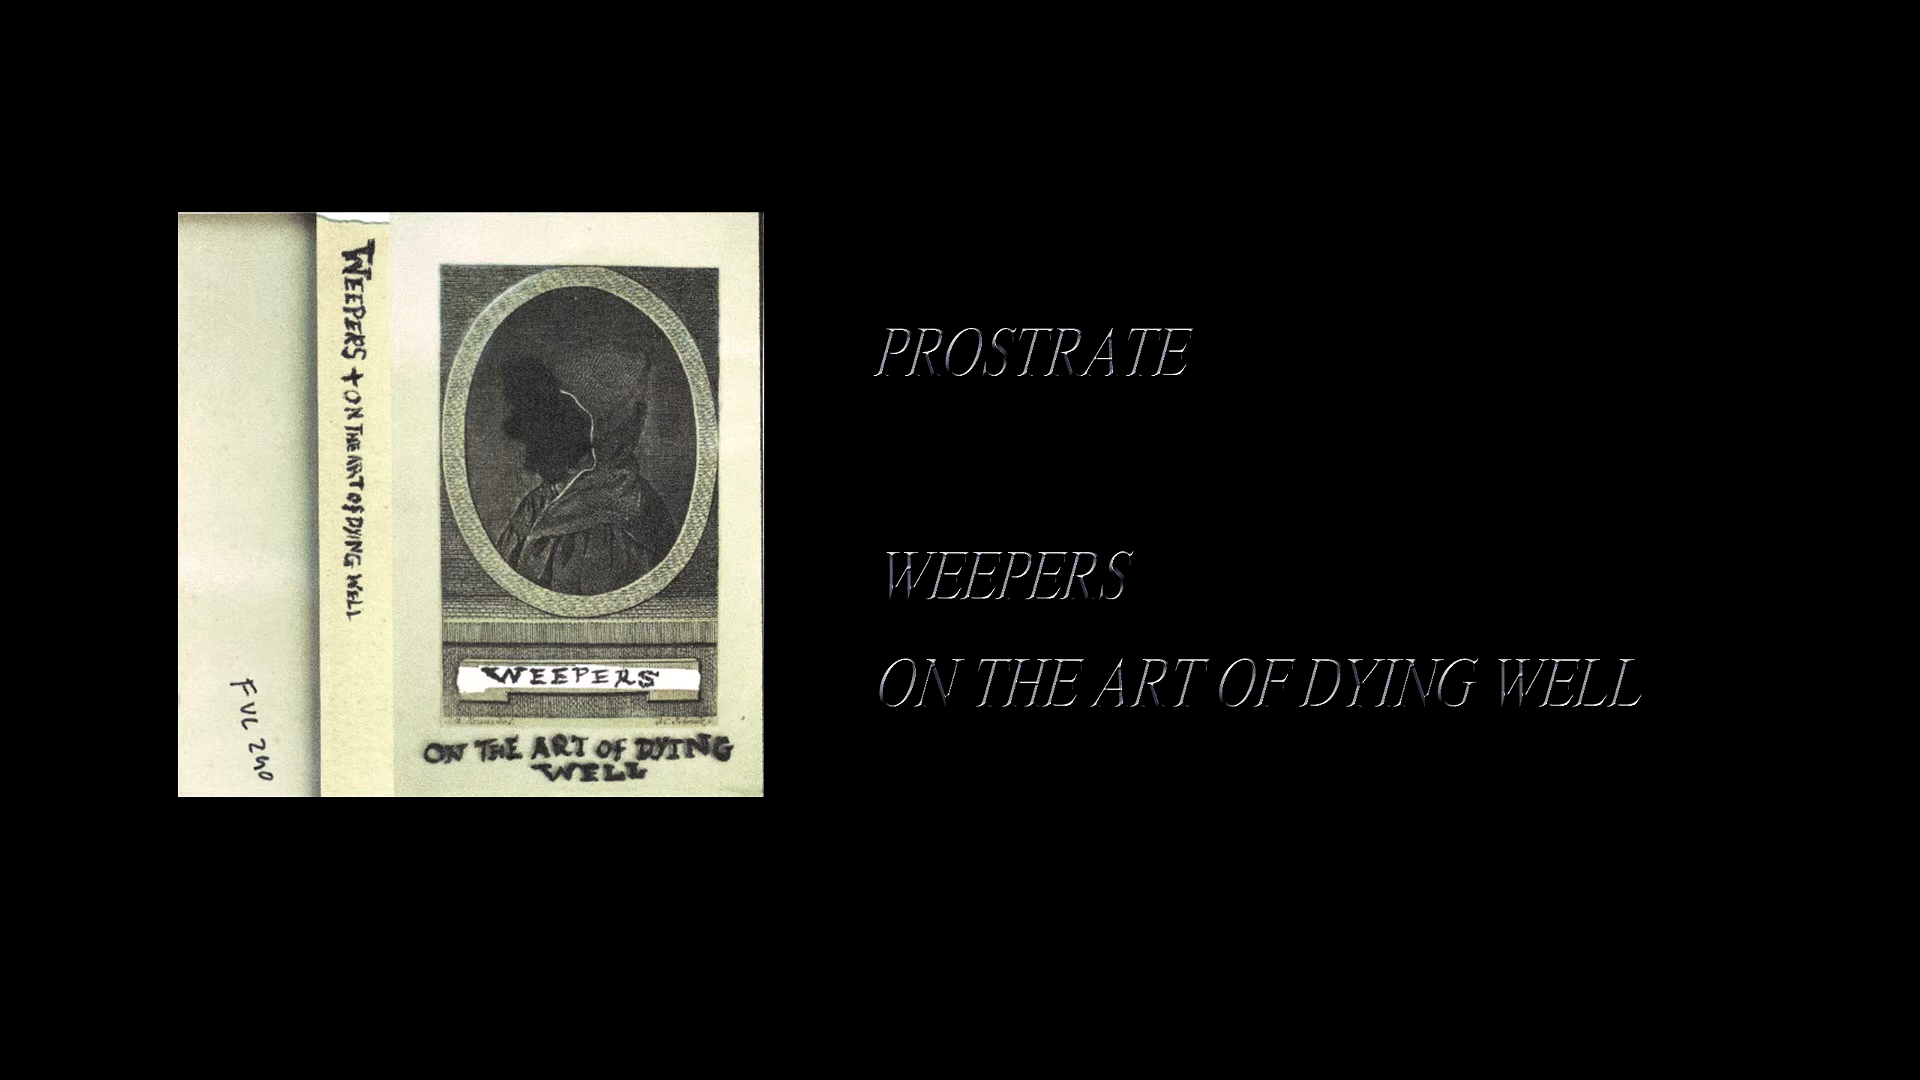 FVL 240
WEEPERS + ON THE ART OF DYING WELL
WEEPERS
ON THE ART OF DYING
WELL
PROSTRATE
WEEPERS
ON THE ART OF DYING WELL